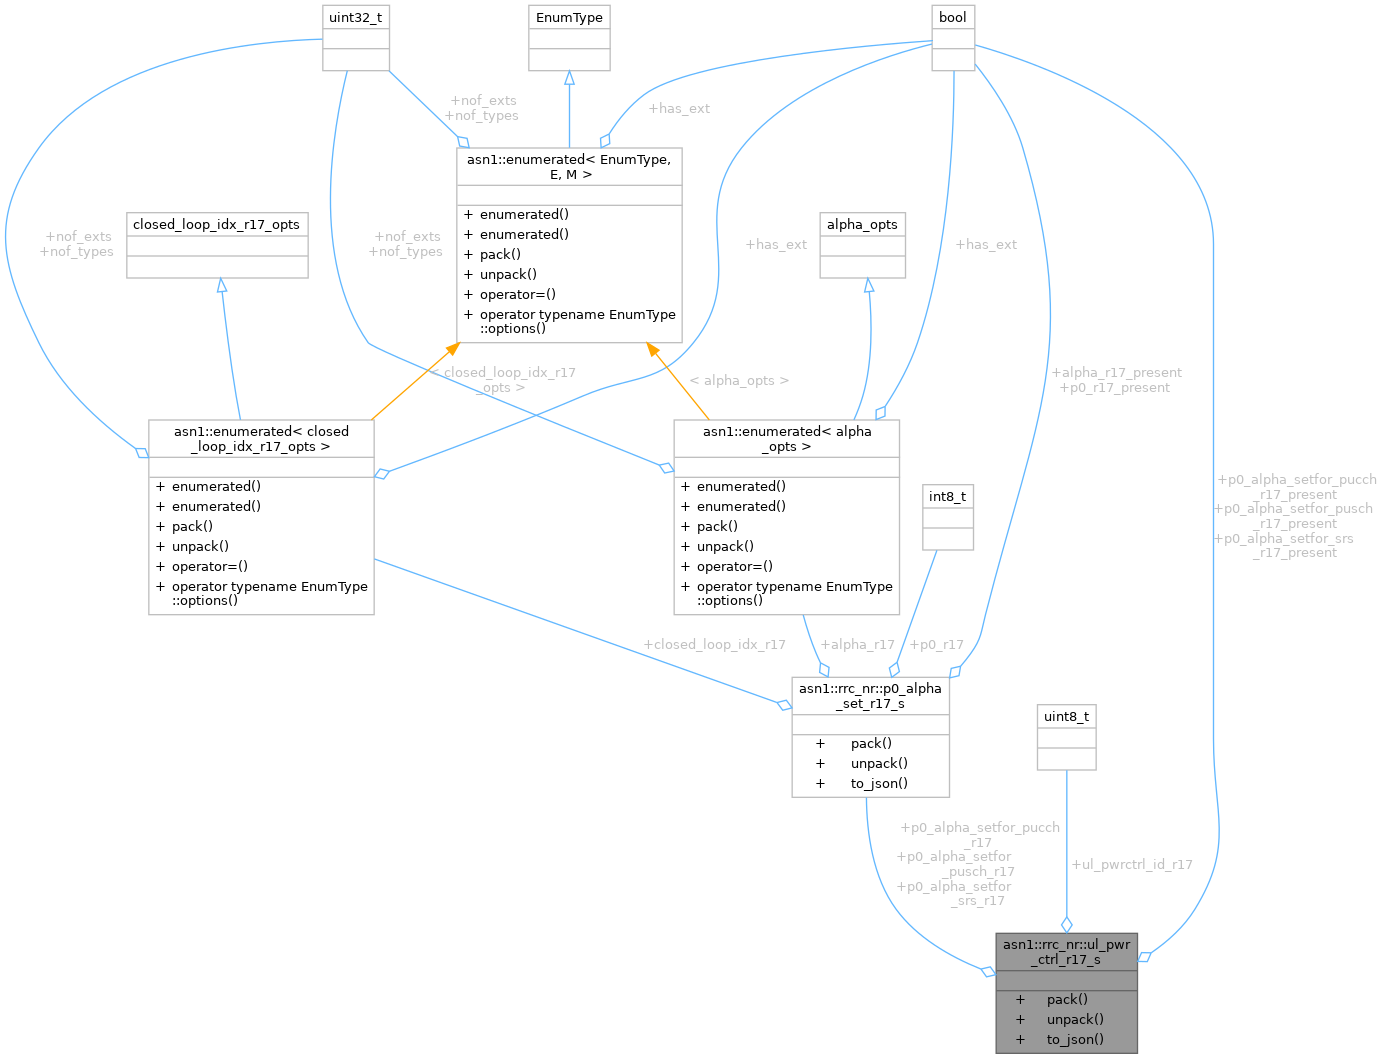 uint32_t
EnumType
bool
+nof_exts
+nof_types
+has_ext
asn1::enumerated< EnumType,
E, M >
+ enumerated()
+ enumerated()
+ pack()
+ unpack()
+ operator=()
+ operator typename EnumType
::options()
closed_loop_idx_r17_opts
alpha_opts
+nof_exts
+nof_types
+nof_exts
+nof_types
+has_ext
+has_ext
< closed_loop_idx_r17
_opts >
< alpha_opts >
+alpha_r17_present
+p0_r17_present
asn1::enumerated< closed
_loop_idx_r17_opts >
+ enumerated()
+ enumerated()
+ pack()
+ unpack()
+ operator=()
+ operator typename EnumType
::options()
asn1::enumerated< alpha
_opts >
+ enumerated()
+ enumerated()
+ pack()
+ unpack()
+ operator=()
+ operator typename EnumType
::options()
int8_t
+p0_alpha_setfor_pucch
_r17_present
+p0_alpha_setfor_pusch
_r17_present
+p0_alpha_setfor_srs
_r17_present
+closed_loop_idx_r17
+alpha_r17
+p0_r17
asn1::rrc_nr::p0_alpha
_set_r17_s
+ pack()
+ unpack()
+ to_json()
uint8_t
+p0_alpha_setfor_pucch
_r17
+p0_alpha_setfor
_pusch_r17
+p0_alpha_setfor
_srs_r17
+ul_pwrctrl_id_r17
asn1::rrc_nr::ul_pwr
_ctrl_r17_s
+ pack()
+ unpack()
+ to_json()